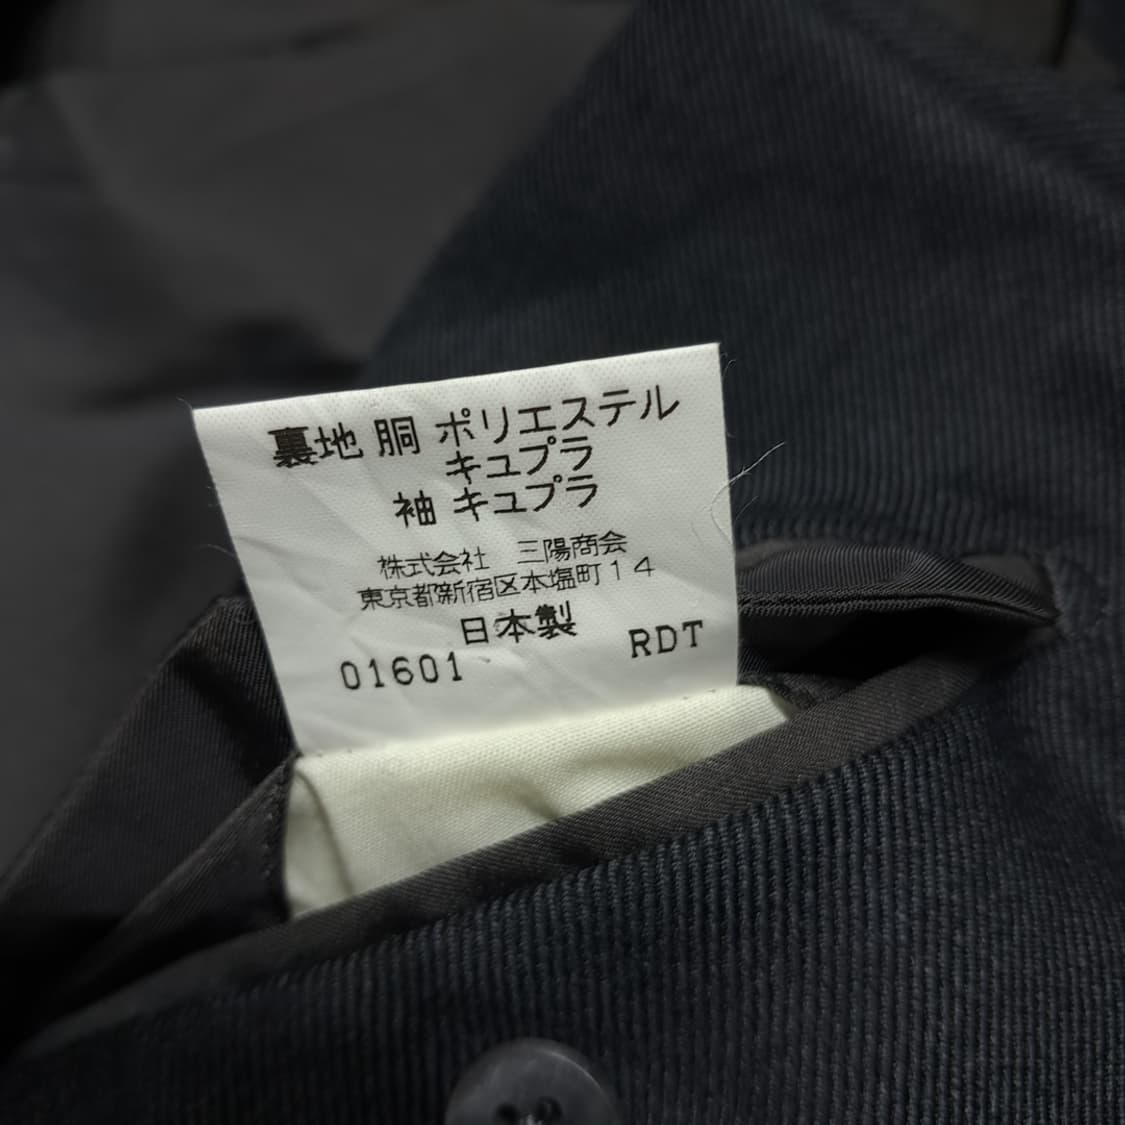 裏地 胴 ポリエステル
キュプラ
袖 キュプラ
株式会社 三陽商会
東京都新宿区本塩町14
日本製
01601 RDT